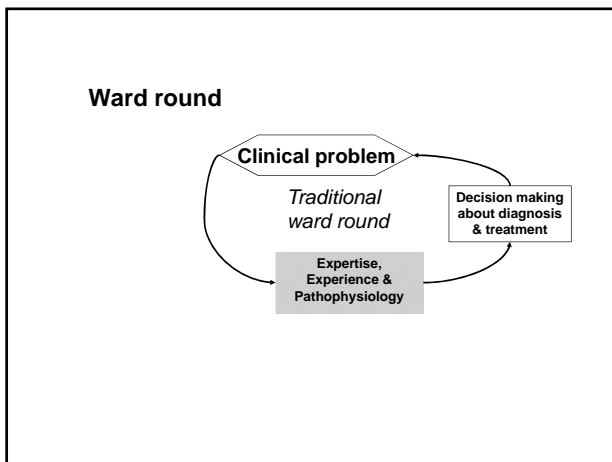 Ward round
Clinical problem
Traditional
ward round
Decision making
about diagnosis
& treatment
Expertise,
Experience &
Pathophysiology